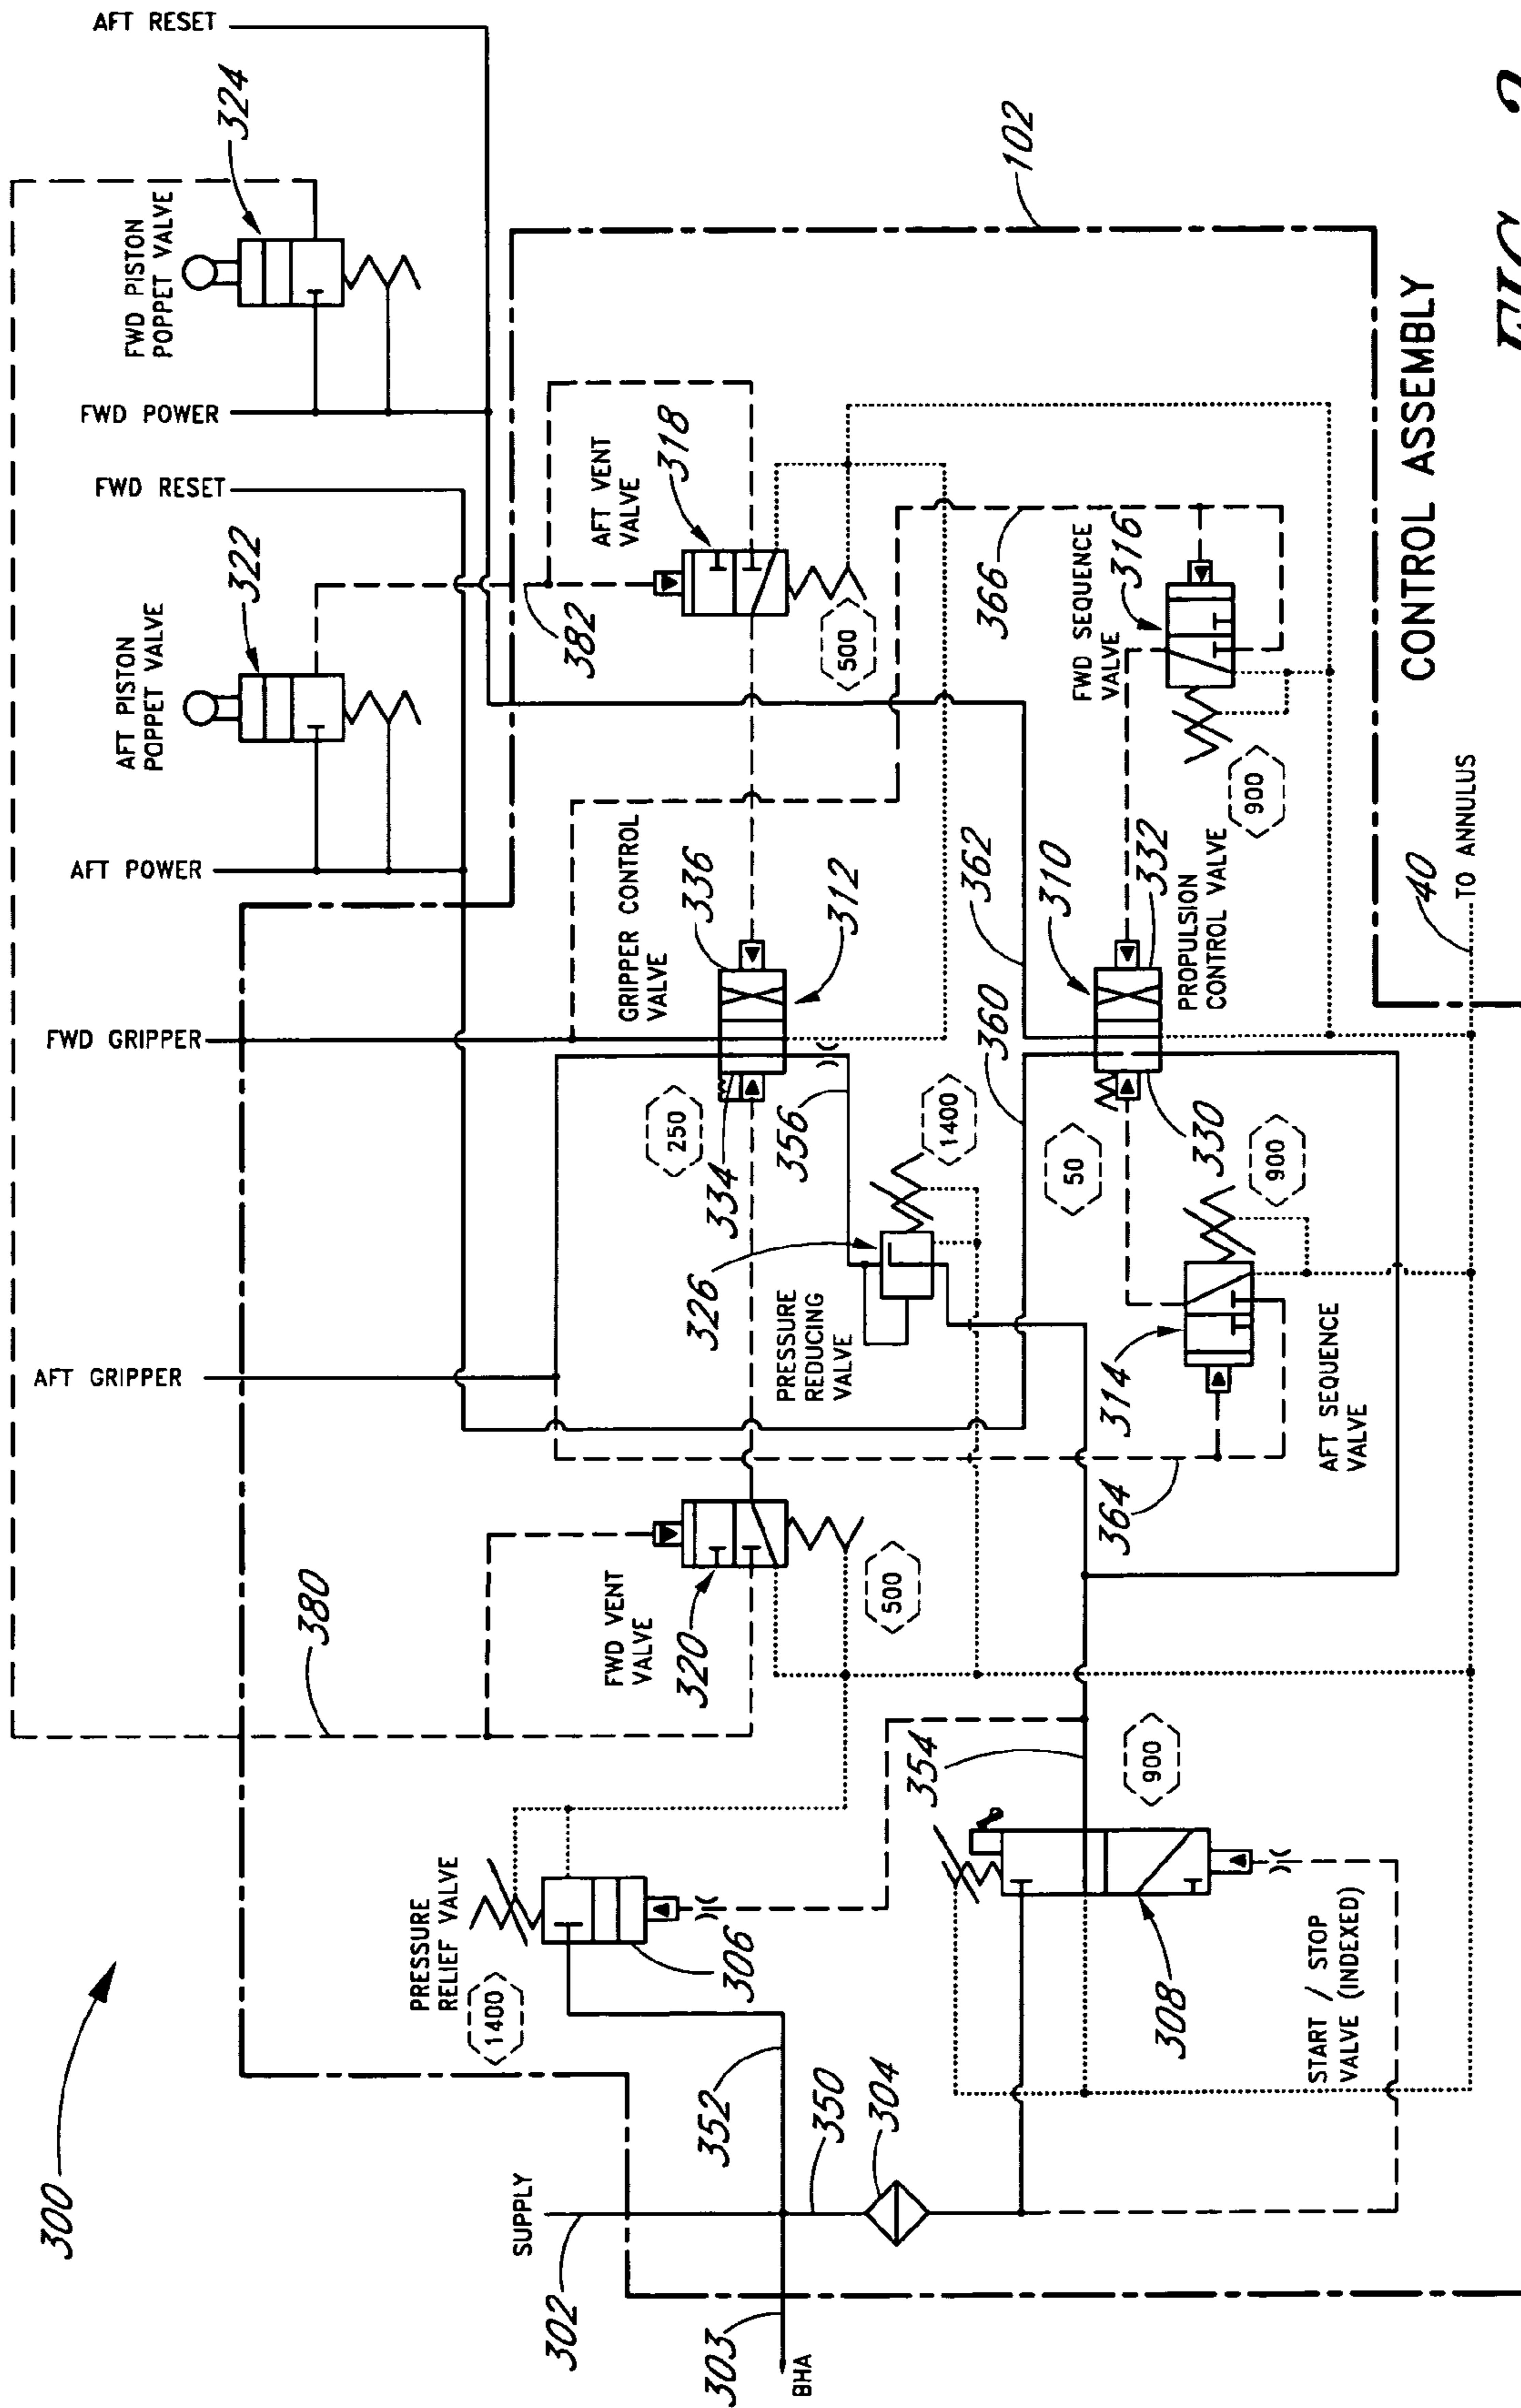 AFT RESET
324
FWD PISTON
POPPET VALVE
FWD POWER
FWD RESET
322
AFT PISTON
POPPET VALVE
AFT POWER
FWD GRIPPER
AFT GRIPPER
102
AFT VENT
VALVE
318
382
500
366
FWD SEQUENCE
VALVE
316
900
GRIPPER CONTROL
VALVE
336
312
362
360
310
332
PROPULSION
CONTROL VALVE
250
334
356
1400
50
330
900
326
PRESSURE
REDUCING
VALVE
314
AFT SEQUENCE
VALVE
364
380
FWD VENT
VALVE
320
500
354
900
PRESSURE
RELIEF VALVE
1400
306
308
START / STOP
VALVE (INDEXED)
300
SUPPLY
302
352
350
304
303
BHA
40
TO ANNULUS
CONTROL ASSEMBLY